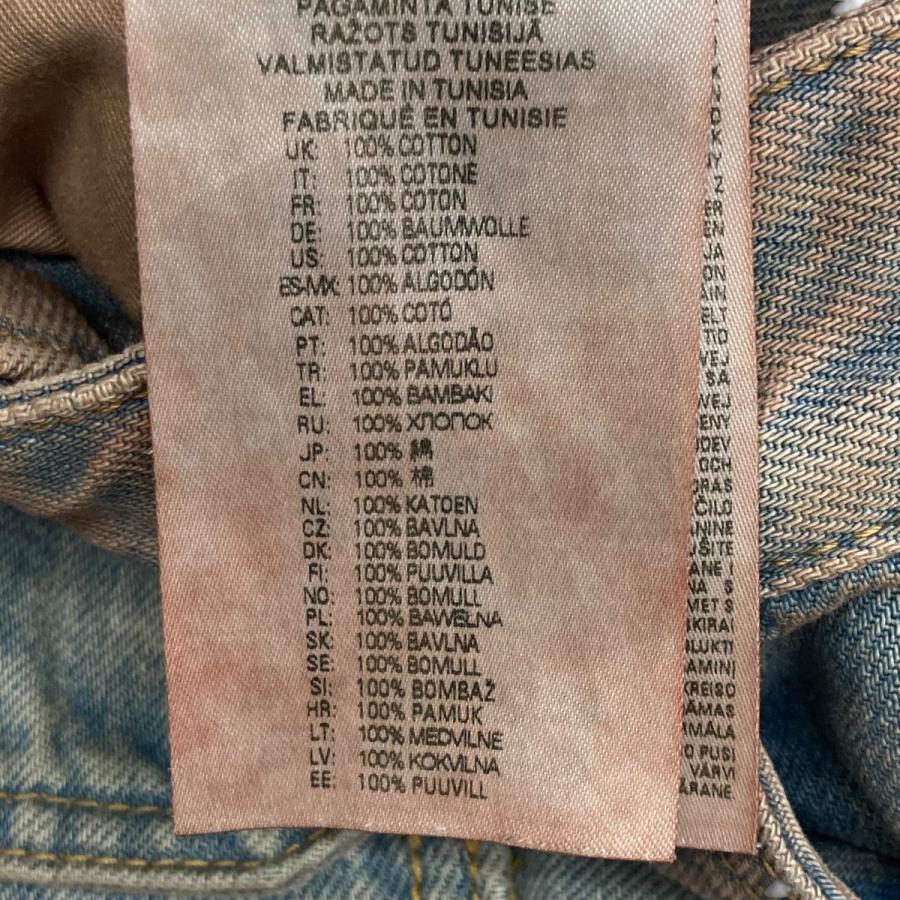 PAGAMINTA TUNISE
RAŽOTS TUNISIJĀ
VALMISTATUD TUNEESIAS
MADE IN TUNISIA
FABRIQUÉ EN TUNISIE
UK: 100% COTTON
IT: 100% COTONE
FR: 100% COTON
DE: 100% BAUMWOLLE
US: 100% COTTON
ES-MX: 100% ALGODÓN
CAT: 100% COTÓ
PT: 100% ALGODÃO
TR: 100% PAMUKLU
EL: 100% BAMBAKI
RU: 100% ХЛОПОК
JP: 100% 綿
CN: 100% 棉
NL: 100% KATOEN
CZ: 100% BAVLNA
DK: 100% BOMULD
FI: 100% PUUVILLA
NO: 100% BOMULL
PL: 100% BAWEŁNA
SK: 100% BAVLNA
SE: 100% BOMULL
SI: 100% BOMBAŽ
HR: 100% PAMUK
LT: 100% MEDVILNE
LV: 100% KOKVILNA
EE: 100% PUUVILL